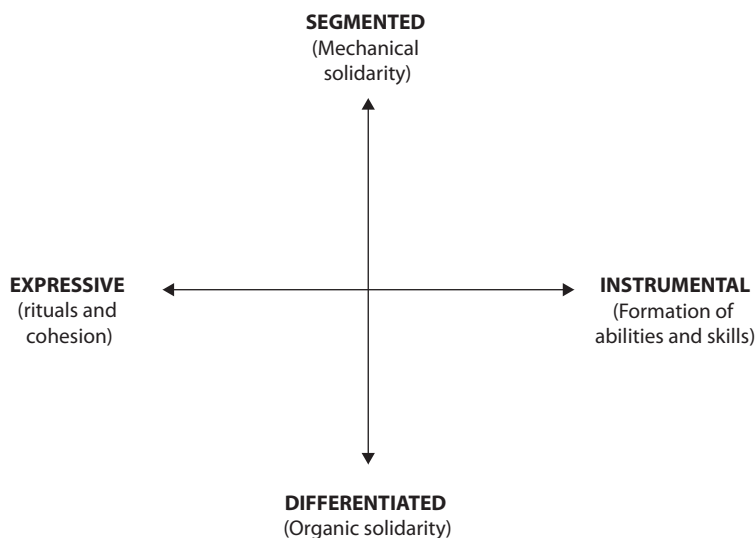 SEGMENTED
(Mechanical
solidarity)
EXPRESSIVE
(rituals and
cohesion)
INSTRUMENTAL
(Formation of
abilities and skills)
DIFFERENTIATED
(Organic solidarity)